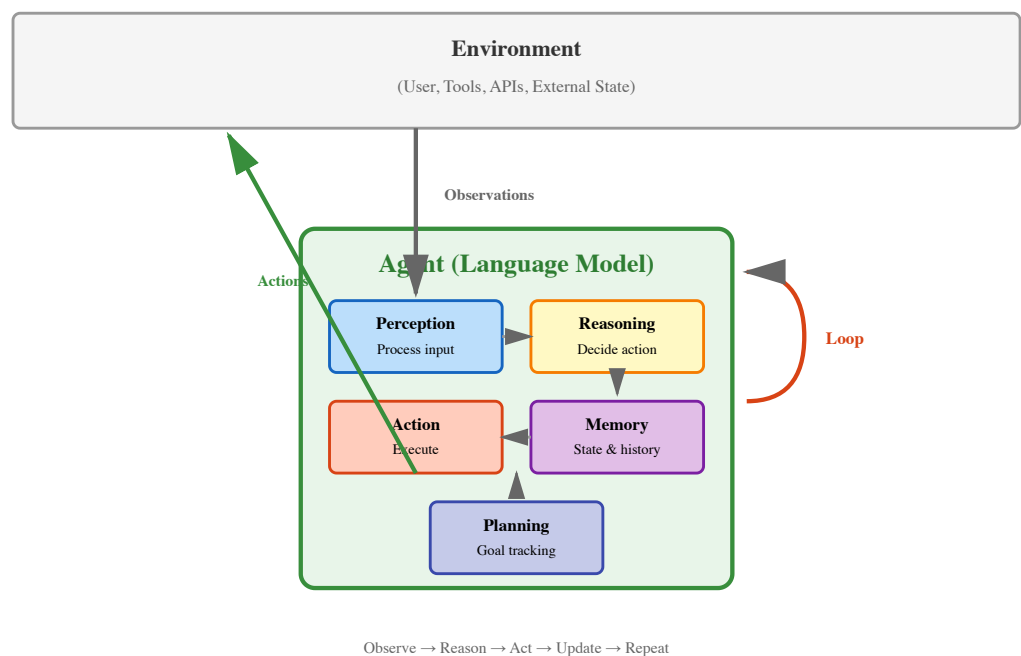 Environment
(User, Tools, APIs, External State)
Observations
Agent (Language Model)
Actions
Perception
Process input
Reasoning
Decide action
Loop
Action
Execute
Memory
State & history
Planning
Goal tracking
Observe → Reason → Act → Update → Repeat